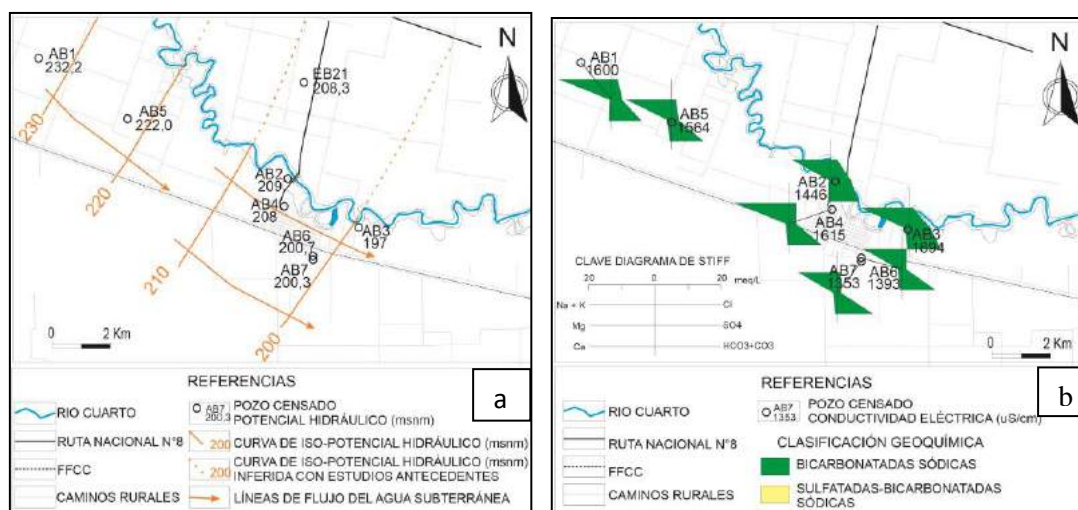 N
AB1
232,2
EB21
208,3
AB5
222,0
230
220
AB2
209
AB4
208
AB3
197
AB6
200,7
AB7
200,3
210
200
0 2 Km
a
REFERENCIAS
RIO CUARTO
RUTA NACIONAL N°8
FFCC
CAMINOS RURALES
AB7
200,3
POZO CENSADO
POTENCIAL HIDRÁULICO (msnm)
200 CURVA DE ISO-POTENCIAL HIDRÁULICO (msnm)
200 CURVA DE ISO-POTENCIAL HIDRÁULICO (msnm)
INFERIDA CON ESTUDIOS ANTECEDENTES
LÍNEAS DE FLUJO DEL AGUA SUBTERRÁNEA
N
AB1
1600
AB5
1564
AB2
1446
AB4
1615
AB3
1694
AB7
1353
AB6
1393
CLAVE DIAGRAMA DE STIFF
20 0 20
meq/L
Na + K Cl
Mg SO4
Ca HCO3+CO3
0 2 Km
b
REFERENCIAS
RIO CUARTO
RUTA NACIONAL N°8
FFCC
CAMINOS RURALES
AB7
1353
POZO CENSADO
CONDUCTIVIDAD ELÉCTRICA (uS/cm)
CLASIFICACIÓN GEOQUÍMICA
BICARBONATADAS SÓDICAS
SULFATADAS-BICARBONATADAS
SÓDICAS